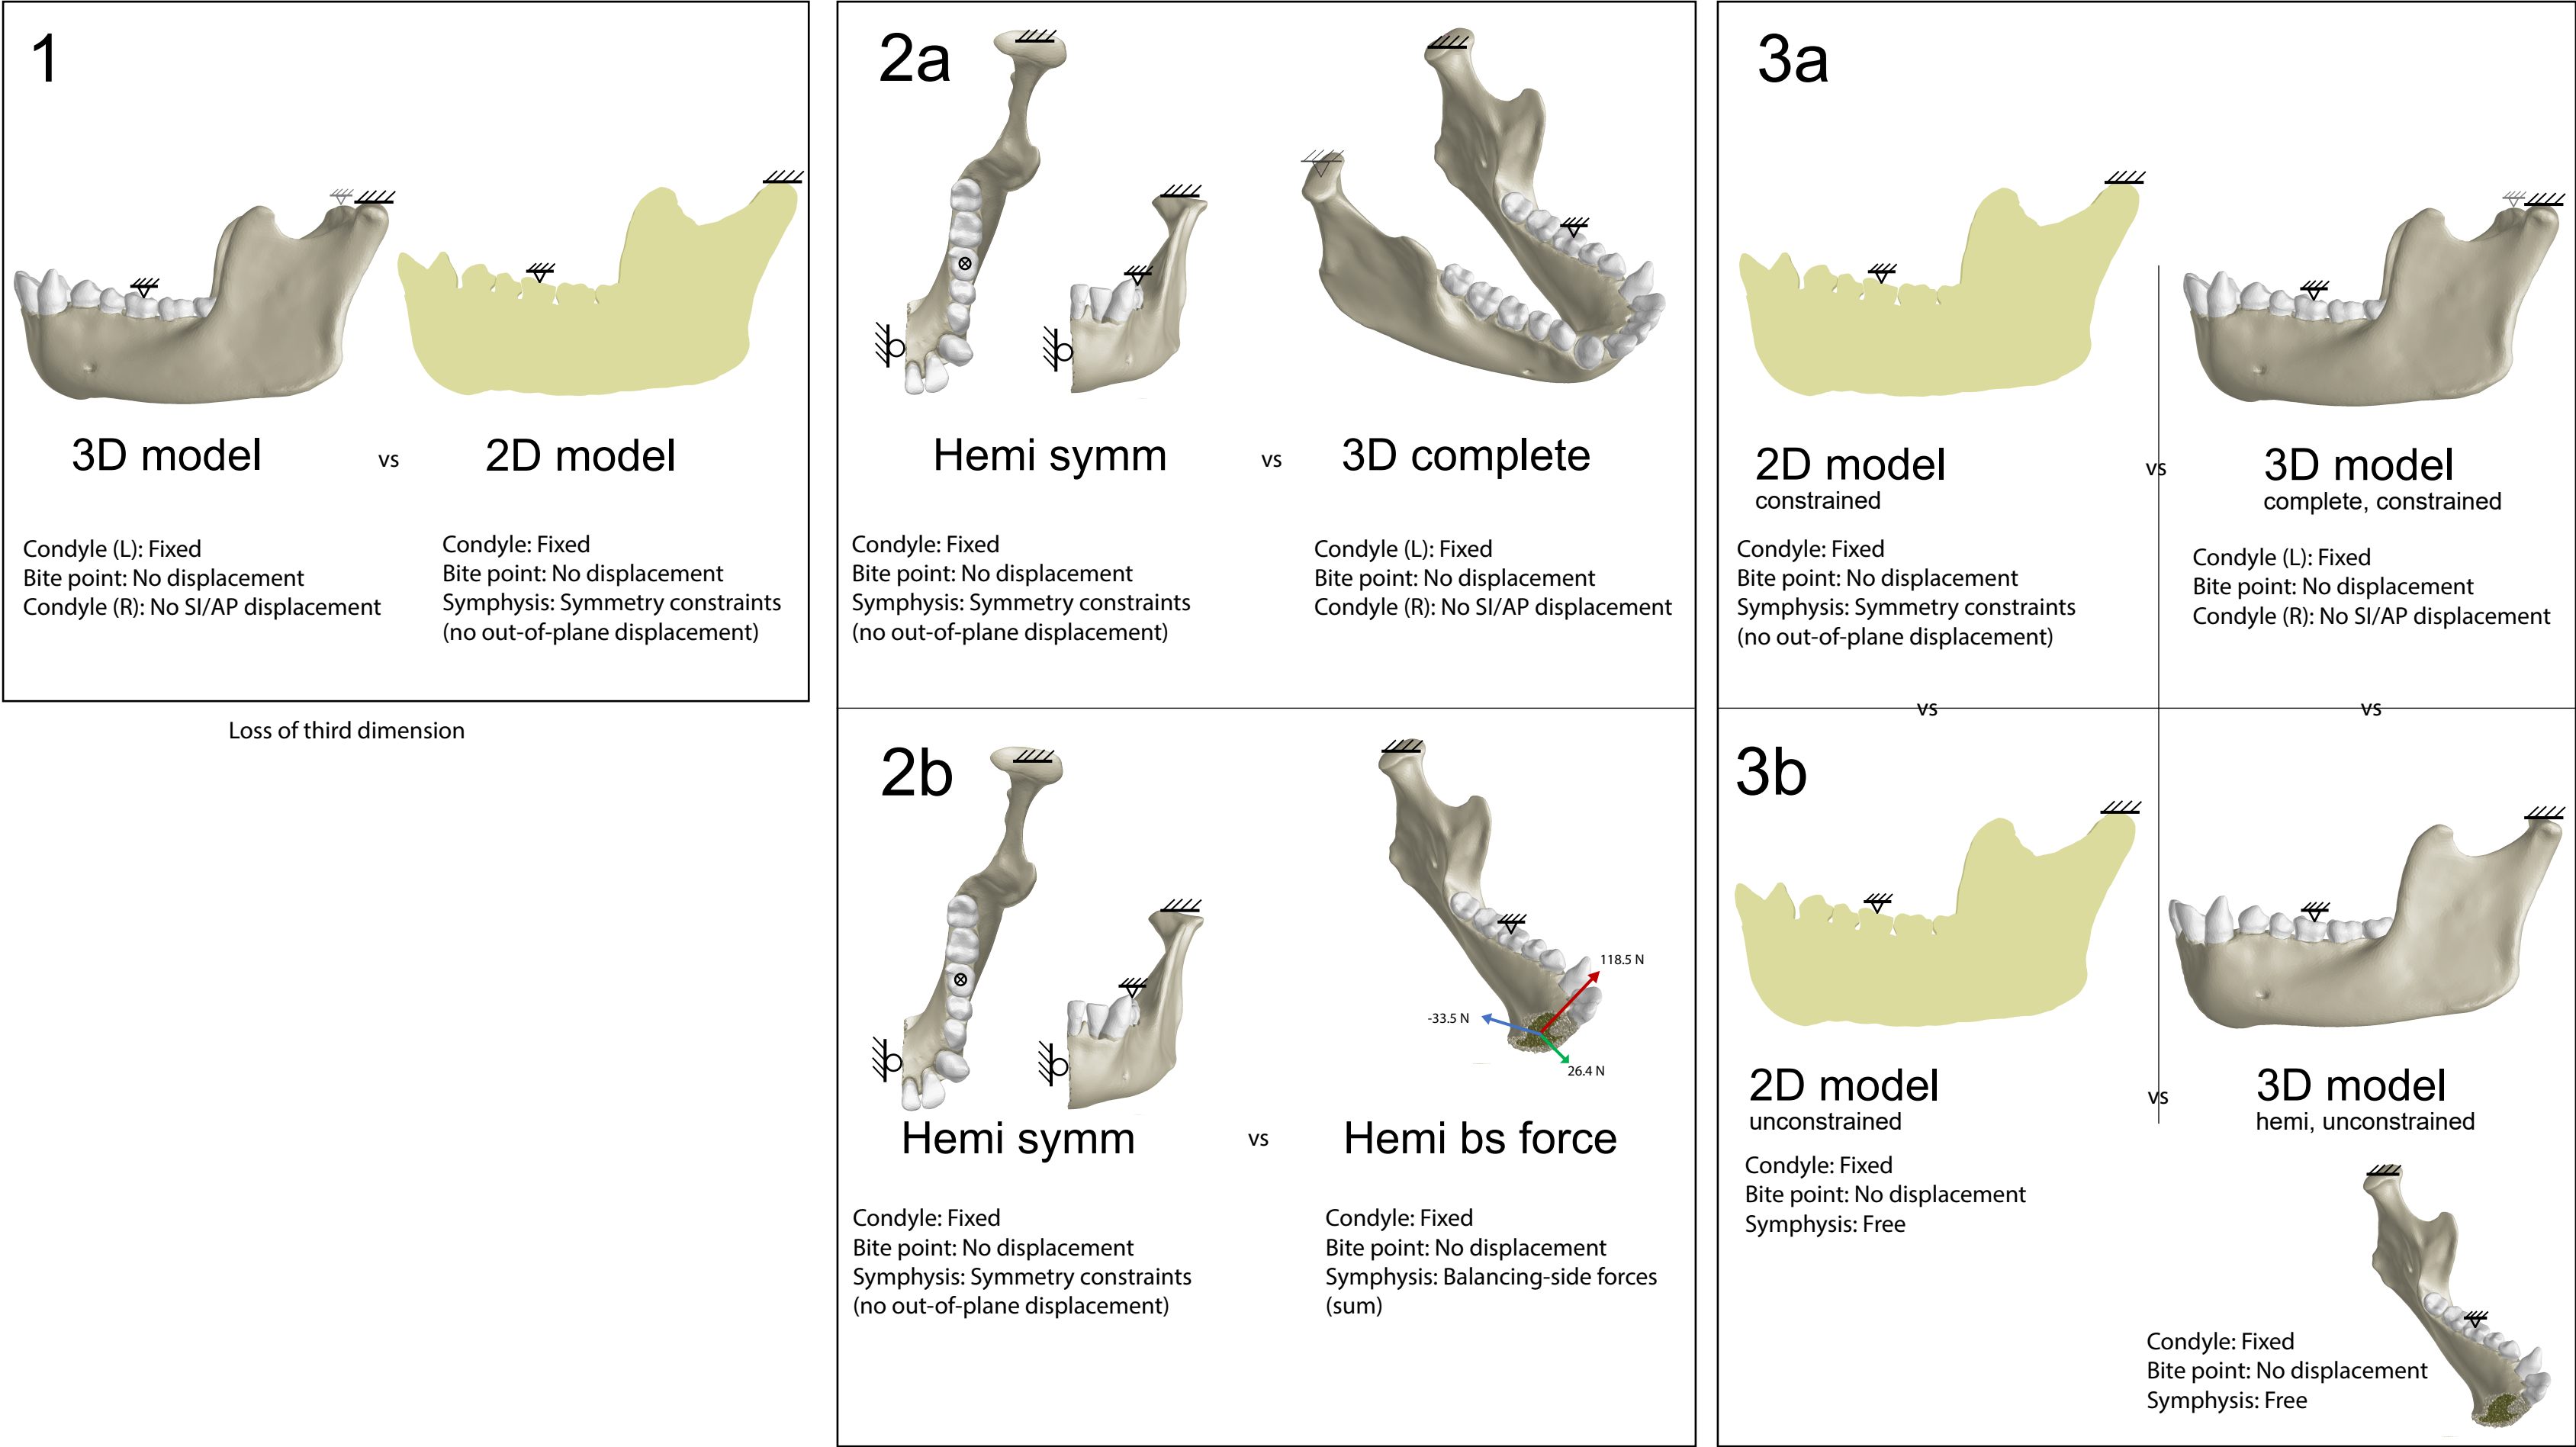 1
3D model
vs
2D model
Condyle (L): Fixed
Bite point: No displacement
Condyle (R): No SI/AP displacement
Condyle: Fixed
Bite point: No displacement
Symphysis: Symmetry constraints
(no out-of-plane displacement)
Loss of third dimension
2a
Hemi symm
vs
3D complete
Condyle: Fixed
Bite point: No displacement
Symphysis: Symmetry constraints
(no out-of-plane displacement)
Condyle (L): Fixed
Bite point: No displacement
Condyle (R): No SI/AP displacement
2b
118.5 N
-33.5 N
26.4 N
Hemi symm
vs
Hemi bs force
Condyle: Fixed
Bite point: No displacement
Symphysis: Symmetry constraints
(no out-of-plane displacement)
Condyle: Fixed
Bite point: No displacement
Symphysis: Balancing-side forces
(sum)
3a
2D model
constrained
vs
3D model
complete, constrained
Condyle: Fixed
Bite point: No displacement
Symphysis: Symmetry constraints
(no out-of-plane displacement)
Condyle (L): Fixed
Bite point: No displacement
Condyle (R): No SI/AP displacement
vs
vs
3b
2D model
unconstrained
vs
3D model
hemi, unconstrained
Condyle: Fixed
Bite point: No displacement
Symphysis: Free
Condyle: Fixed
Bite point: No displacement
Symphysis: Free